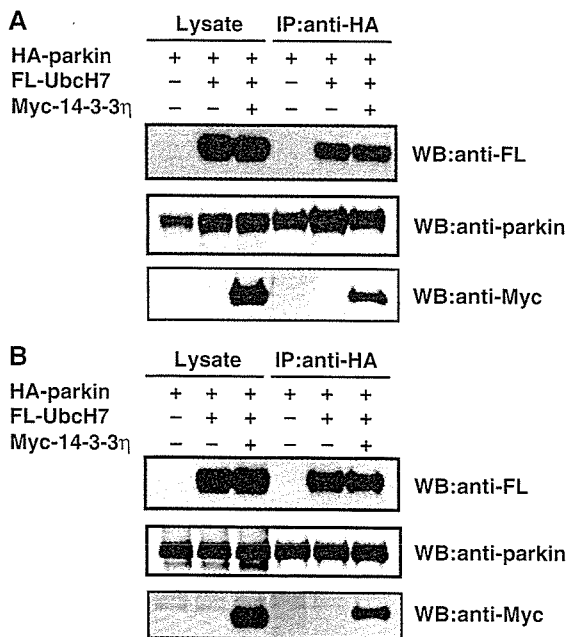 A
Lysate IP:anti-HA
HA-parkin + + + + + +
FL-UbcH7 − + + − + +
Myc-14-3-3η − − + − − +
WB:anti-FL
WB:anti-parkin
WB:anti-Myc
B
Lysate IP:anti-HA
HA-parkin + + + + + +
FL-UbcH7 − + + − + +
Myc-14-3-3η − − + − − +
WB:anti-FL
WB:anti-parkin
WB:anti-Myc